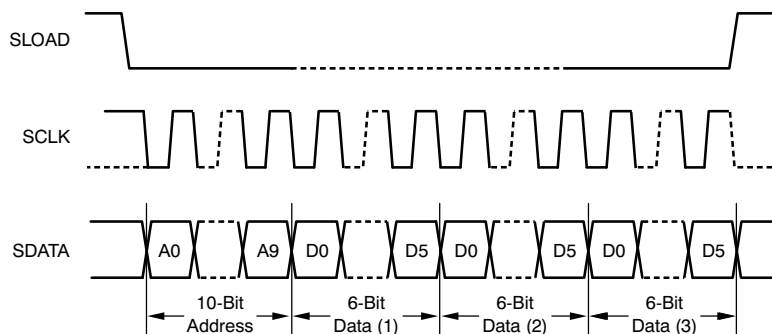 SLOAD
SCLK
SDATA
A0 A9 D0 D5 D0 D5 D0 D5
10-Bit 6-Bit 6-Bit 6-Bit
Address Data (1) Data (2) Data (3)